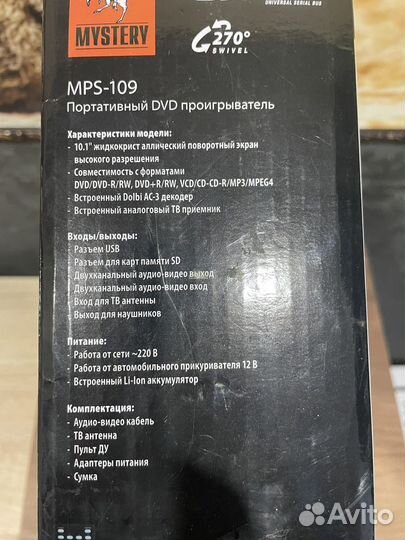 UNIVERSAL SERIAL BUS
MYSTERY
270°
SWIVEL
MPS-109
Портативный DVD проигрыватель
Характеристики модели:
- 10.1" жидкокрист аллический поворотный экран
высокого разрешения
- Совместимость с форматами
DVD/DVD-R/RW, DVD+R/RW, VCD/CD-CD-R/MP3/MPEG4
- Встроенный Dolbi AC-3 декодер
- Встроенный аналоговый ТВ приемник
Входы/выходы:
- Разъем USB
- Разъем для карт памяти SD
- Двухканальный аудио-видео выход
- Двухканальный аудио-видео вход
- Вход для ТВ антенны
- Выход для наушников
Питание:
- Работа от сети ~220 В
- Работа от автомобильного прикуривателя 12 В
- Встроенный Li-Ion аккумулятор
Комплектация:
- Аудио-видео кабель
- ТВ антенна
- Пульт ДУ
- Адаптеры питания
- Сумка
Avito